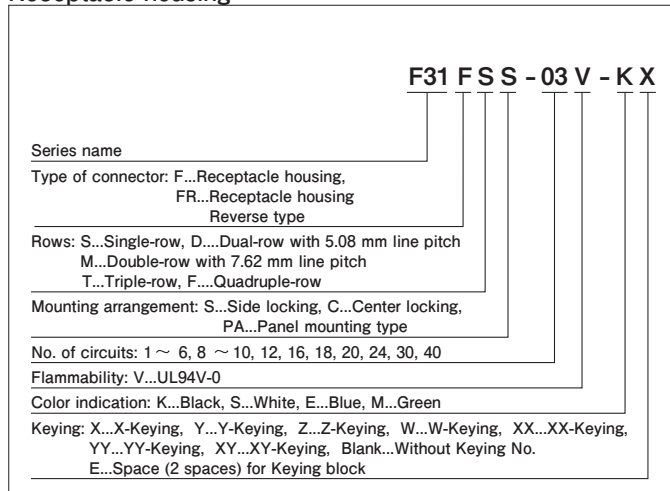 Receptacle housing
F31 F S S - 03 V - K X
Series name
Type of connector: F...Receptacle housing,
FR...Receptacle housing
Reverse type
Rows: S...Single-row, D....Dual-row with 5.08 mm line pitch
M...Double-row with 7.62 mm line pitch
T...Triple-row, F....Quadruple-row
Mounting arrangement: S...Side locking, C...Center locking,
PA...Panel mounting type
No. of circuits: 1 ～ 6, 8 ～ 10, 12, 16, 18, 20, 24, 30, 40
Flammability: V...UL94V-0
Color indication: K...Black, S...White, E...Blue, M...Green
Keying: X...X-Keying, Y...Y-Keying, Z...Z-Keying, W...W-Keying, XX...XX-Keying,
YY...YY-Keying, XY...XY-Keying, Blank...Without Keying No.
E...Space (2 spaces) for Keying block